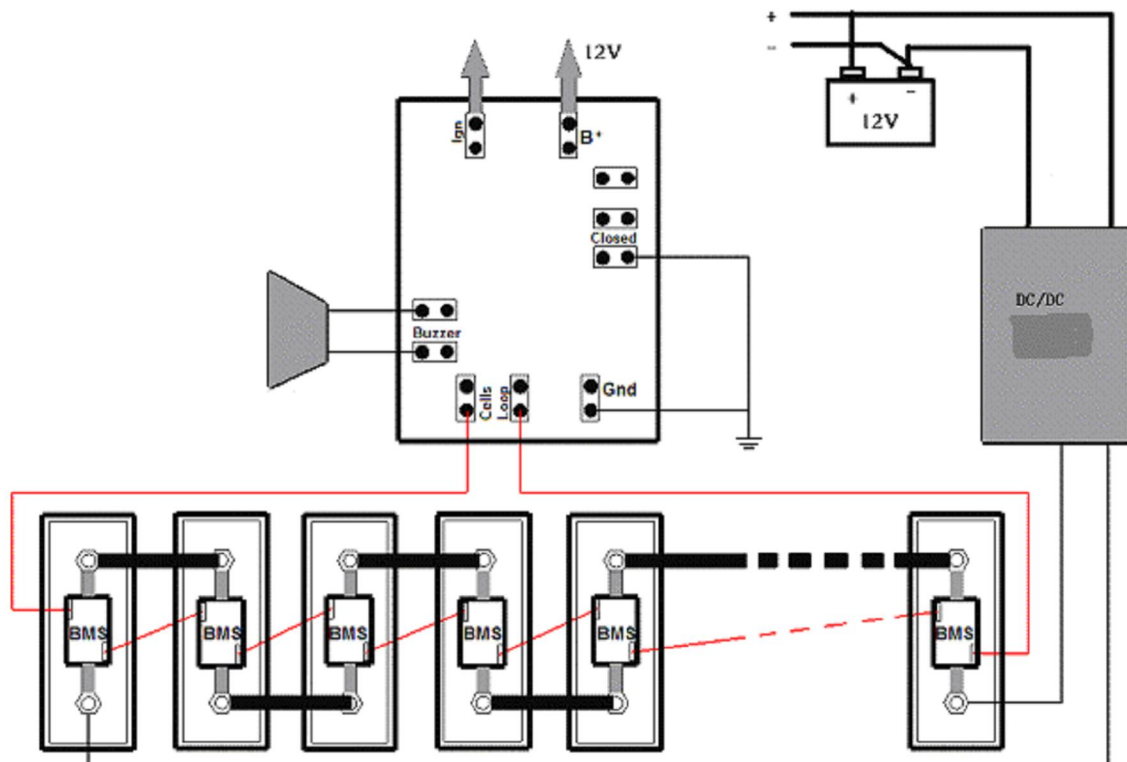 +
12V
–
Ign
B+
+ –
12V
Closed
DC/DC
Buzzer
Cells
Loop
Gnd
BMS
BMS
BMS
BMS
BMS
BMS